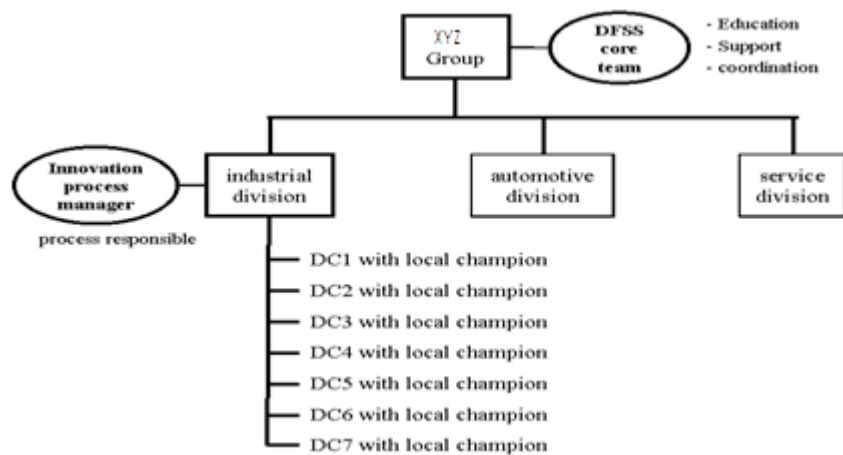 XYZ
Group
DFSS
core
team
- Education
- Support
- coordination
Innovation
process
manager
process responsible
industrial
division
automotive
division
service
division
DC1 with local champion
DC2 with local champion
DC3 with local champion
DC4 with local champion
DC5 with local champion
DC6 with local champion
DC7 with local champion